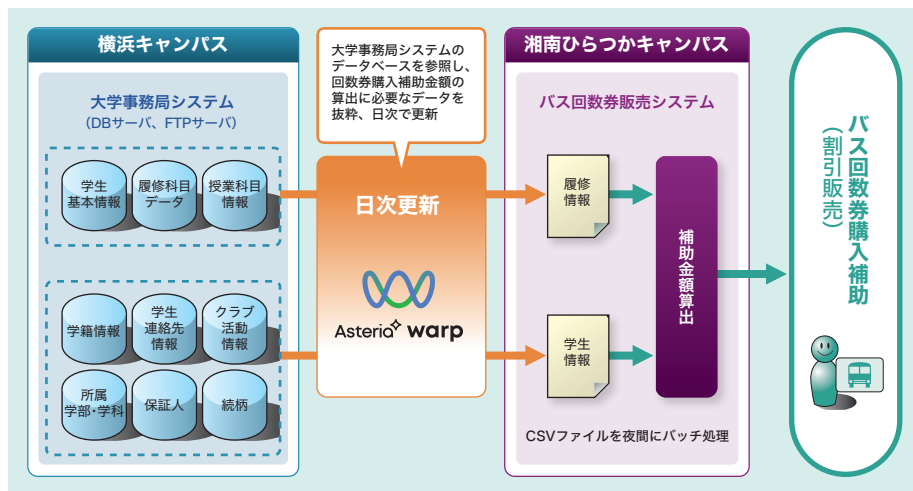 横浜キャンパス
大学事務局システム
（DBサーバ、FTPサーバ）
学生
基本情報
履修科目
データ
授業科目
情報
学籍情報
学生
連絡先
情報
クラブ
活動
情報
所属
学部・学科
保証人
続柄
大学事務局システムの
データベースを参照し、
回数券購入補助金額の
算出に必要なデータを
抜粋、日次で更新
日次更新
Asteria warp
湘南ひらつかキャンパス
バス回数券販売システム
履修
情報
学生
情報
補助金額算出
CSVファイルを夜間にバッチ処理
バス回数券購入補助
（割引販売）